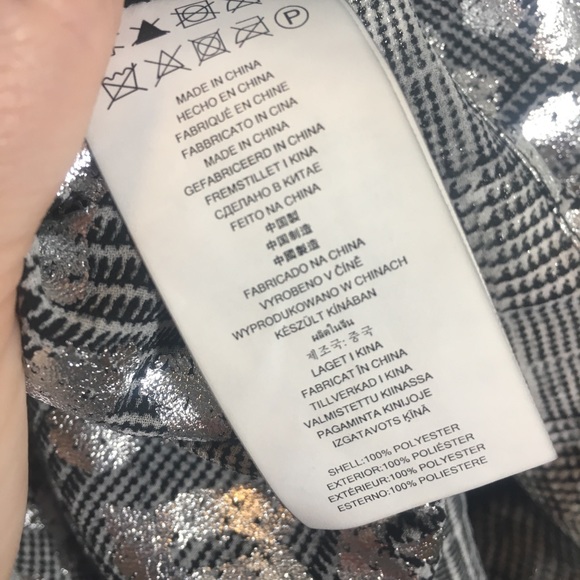 P
MADE IN CHINA
HECHO EN CHINA
FABRIQUÉ EN CHINE
FABBRICATO IN CINA
MADE IN CHINA
GEFABRICEERD IN CHINA
FREMSTILLET I KINA
СДЕЛАНО В КИТАЕ
FEITO NA CHINA
中国製
中国制造
中國製造
FABRICADO NA CHINA
VYROBENO V ČÍNĚ
WYPRODUKOWANO W CHINACH
KÉSZÜLT KÍNÁBAN
ผลิตในจีน
제조국: 중국
LAGET I KINA
FABRICAT ÎN CHINA
TILLVERKAD I KINA
VALMISTETTU KIINASSA
PAGAMINTA KINIJOJE
IZGATAVOTS ĶĪNĀ
SHELL:100% POLYESTER
EXTERIOR:100% POLIÉSTER
EXTÉRIEUR:100% POLYESTER
ESTERNO:100% POLIESTERE